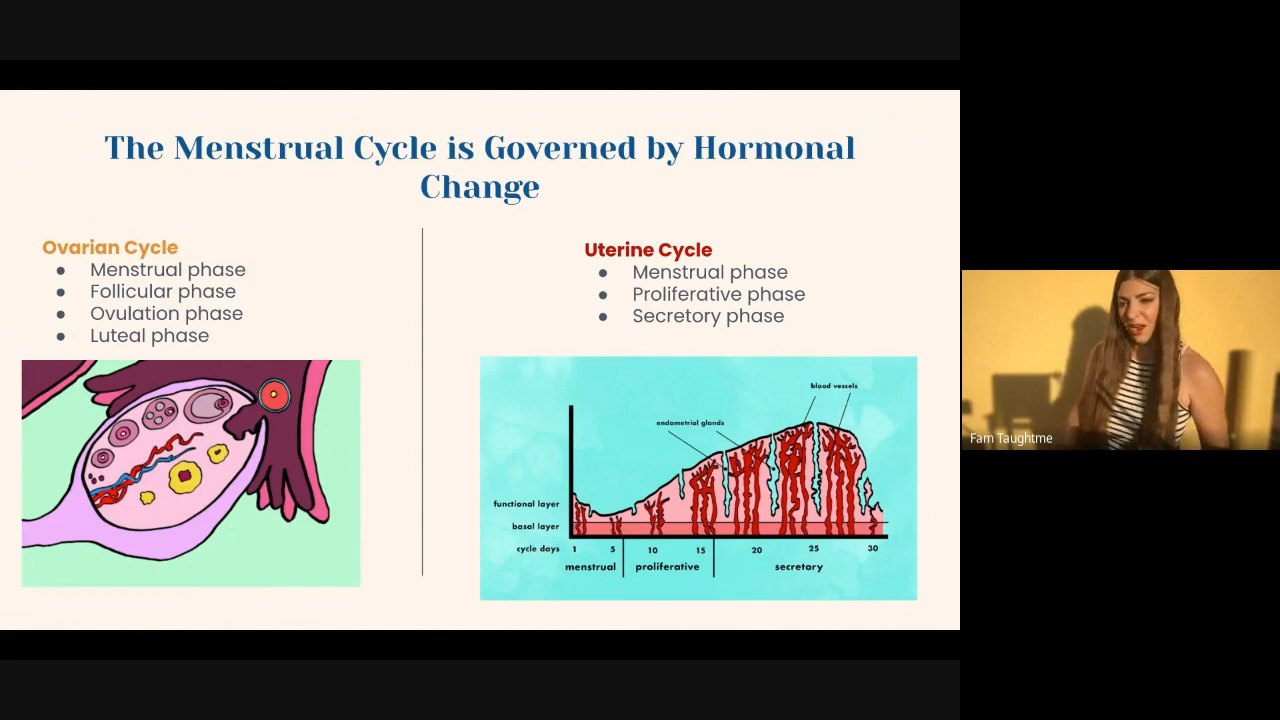 The Menstrual Cycle is Governed by Hormonal
Change
Ovarian Cycle
● Menstrual phase
● Follicular phase
● Ovulation phase
● Luteal phase
Uterine Cycle
● Menstrual phase
● Proliferative phase
● Secretory phase
blood vessels
endometrial glands
functional layer
basal layer
cycle days 1 5 10 15 20 25 30
menstrual proliferative secretory
Fam Taughtme